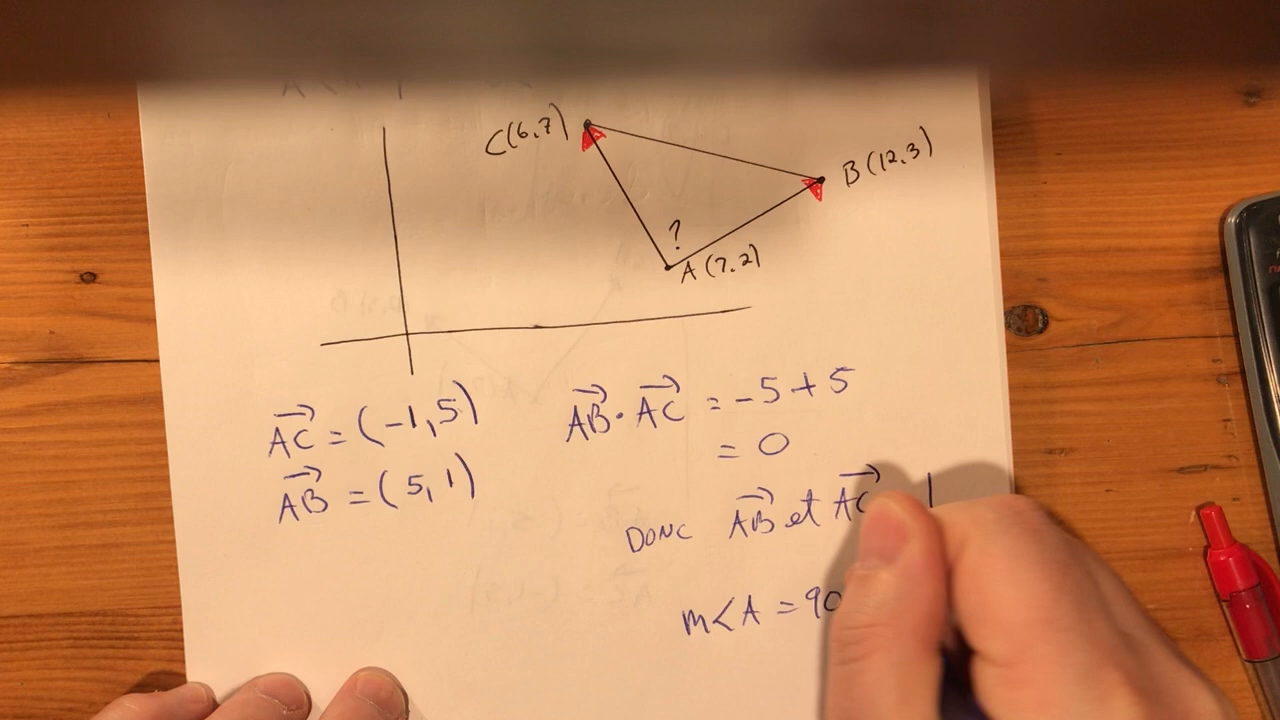 C(6,7)
B(12,3)
?
A(7,2)
AC = (-1,5)
AB = (5,1)
AB · AC = -5+5
= 0
DONC AB et AC
m<A = 90